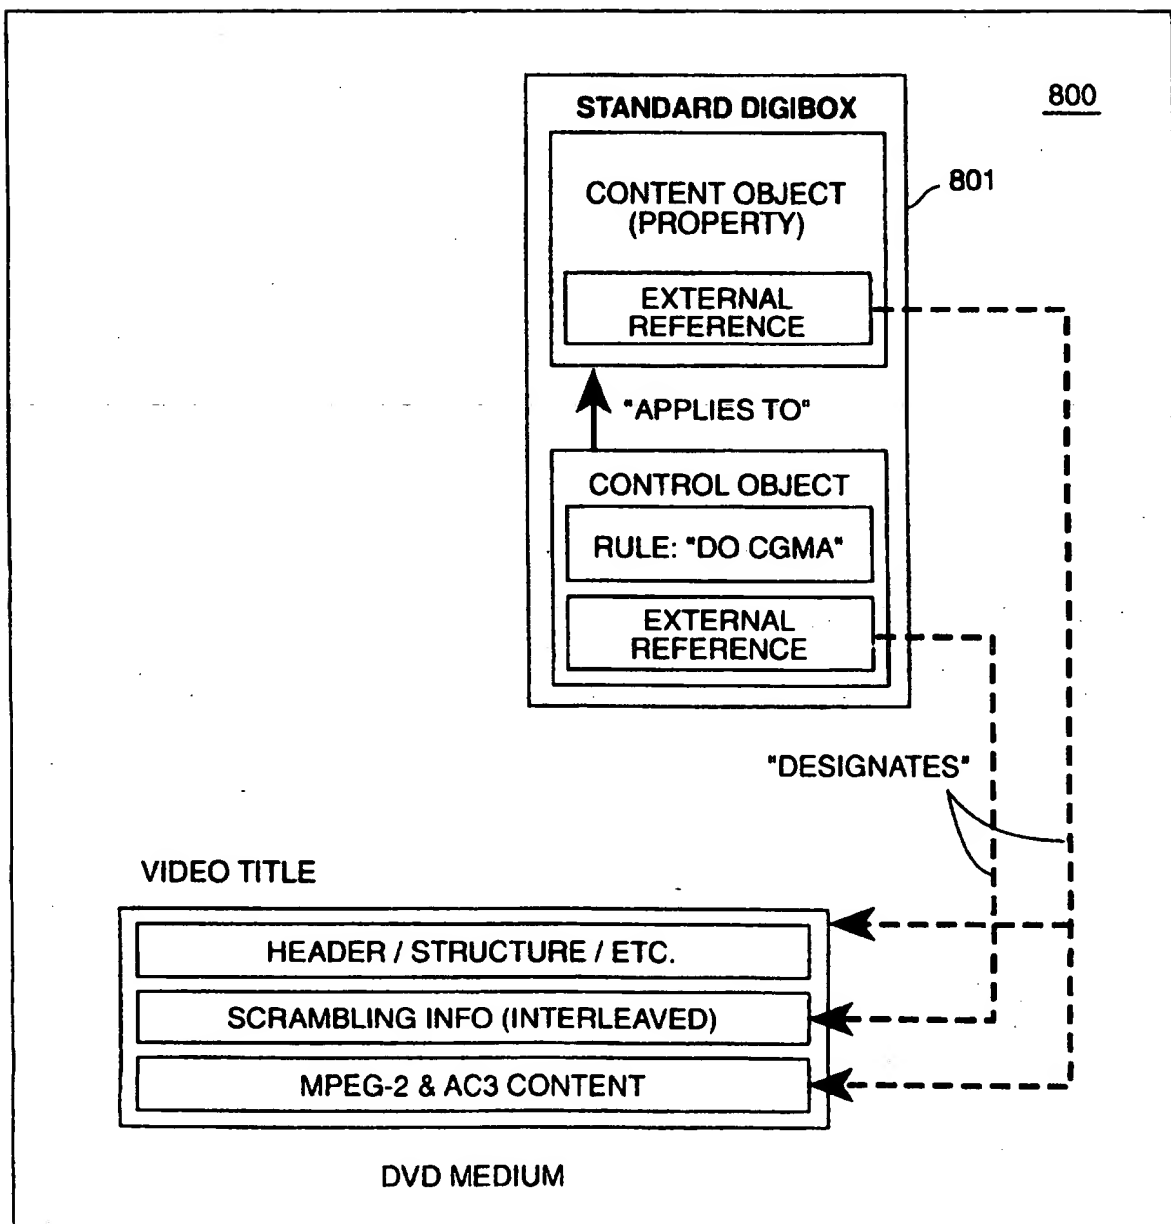 800
STANDARD DIGIBOX
801
CONTENT OBJECT
(PROPERTY)
EXTERNAL
REFERENCE
"APPLIES TO"
CONTROL OBJECT
RULE: "DO CGMA"
EXTERNAL
REFERENCE
"DESIGNATES"
VIDEO TITLE
HEADER / STRUCTURE / ETC.
SCRAMBLING INFO (INTERLEAVED)
MPEG-2 & AC3 CONTENT
DVD MEDIUM